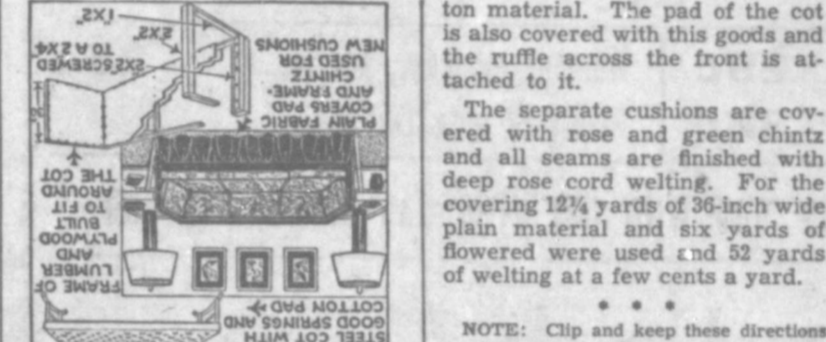 STEEL COT WITH
GOOD SPRINGS AND
COTTON PAD
FRAME OF
LUMBER
AND
PLYWOOD
BUILT
TO FIT
AROUND
THE COT
PLAIN FABRIC
COVERS PAD
AND FRAME-
CHINTZ
USED FOR
NEW CUSHIONS
2X2 SCREWED
TO A 2X4
2X2"
1"X2"
ton material. The pad of the cot
is also covered with this goods and
the ruffle across the front is at-
tached to it.
The separate cushions are cov-
ered with rose and green chintz
and all seams are finished with
deep rose cord welting. For the
covering 12¾ yards of 36-inch wide
plain material and six yards of
flowered were used and 52 yards
of welting at a few cents a yard.
* * *
NOTE: Clip and keep these directions